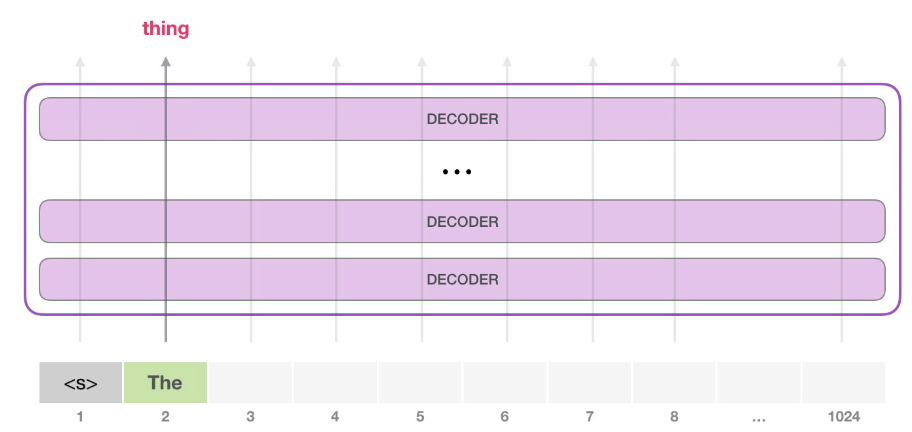 thing
DECODER
...
DECODER
DECODER
<s> The
1 2 3 4 5 6 7 8 ... 1024